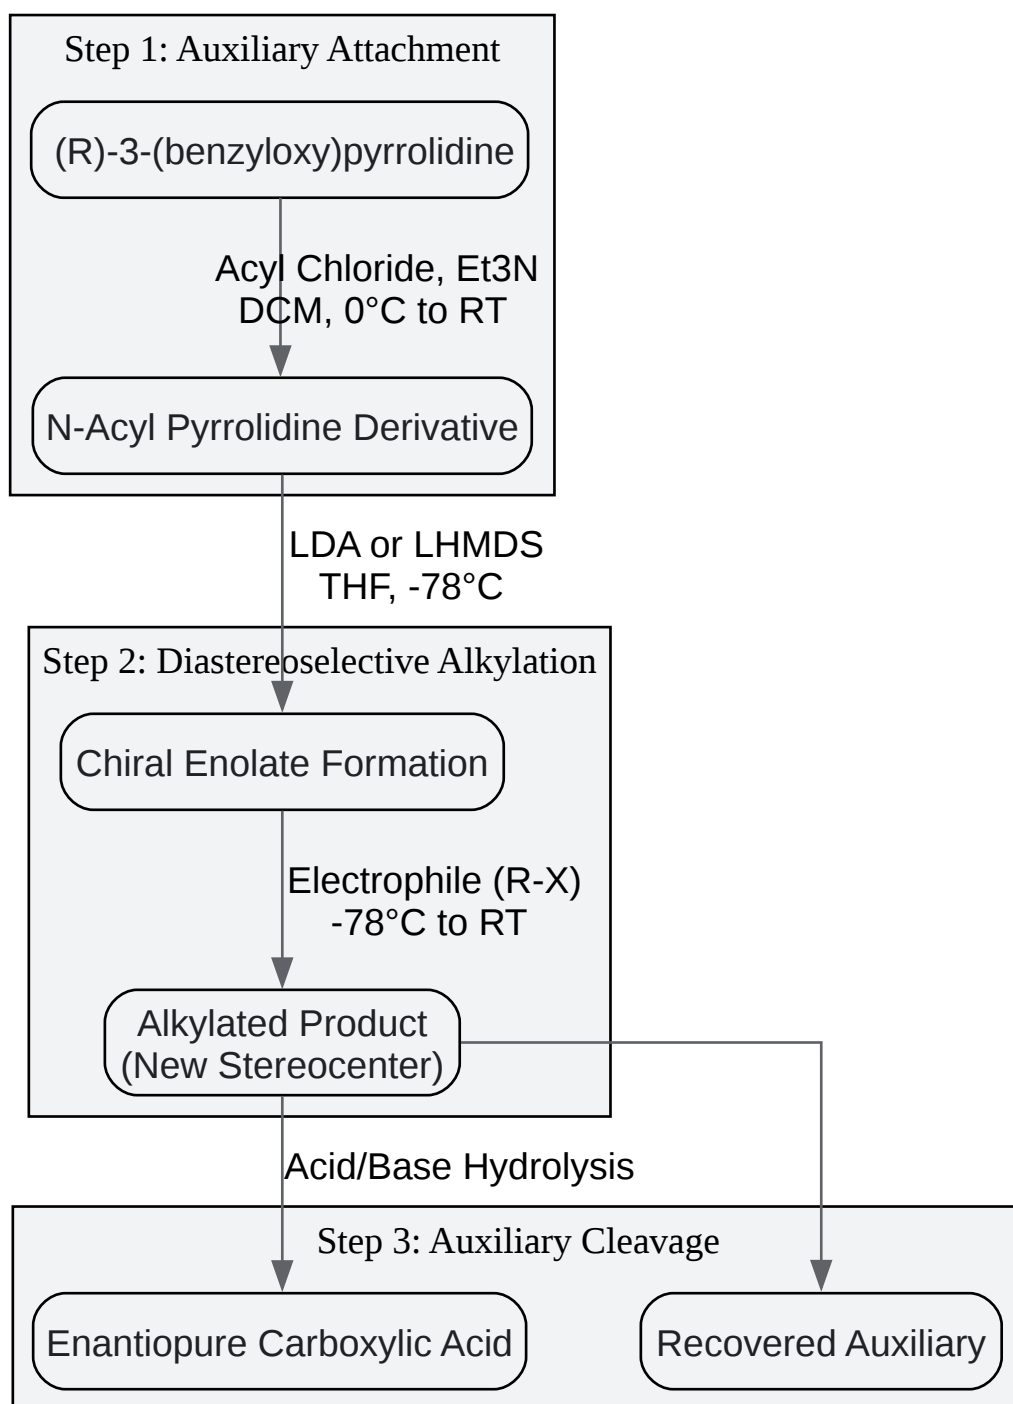 Step 1: Auxiliary Attachment
(R)-3-(benzyloxy)pyrrolidine
Acyl Chloride, Et3N
DCM, 0°C to RT
N-Acyl Pyrrolidine Derivative
LDA or LHMDS
THF, -78°C
Step 2: Diastereoselective Alkylation
Chiral Enolate Formation
Electrophile (R-X)
-78°C to RT
Alkylated Product
(New Stereocenter)
Acid/Base Hydrolysis
Step 3: Auxiliary Cleavage
Enantiopure Carboxylic Acid
Recovered Auxiliary